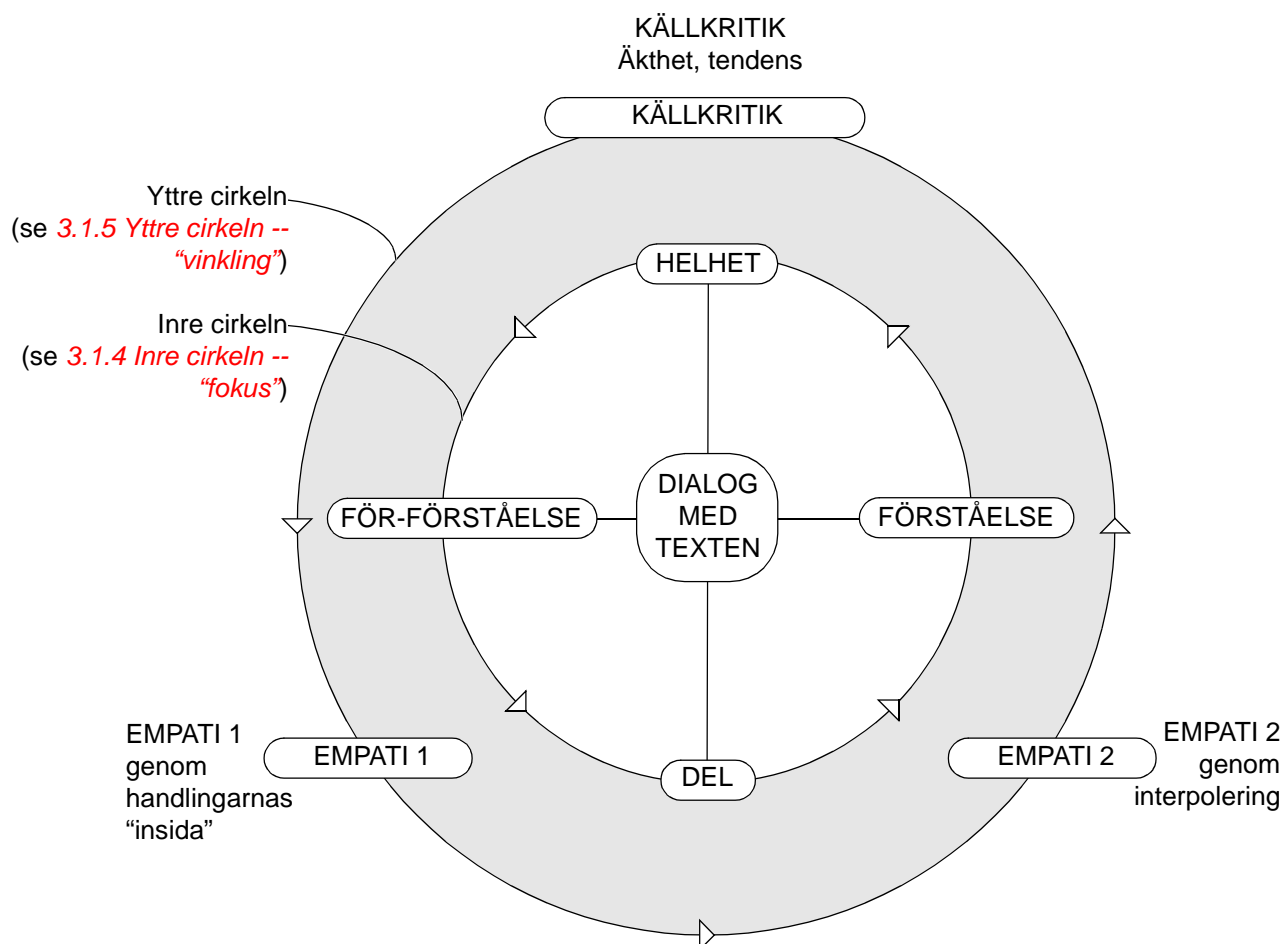 KÄLLKRITIK
Äkthet, tendens
KÄLLKRITIK
Yttre cirkeln
(se 3.1.5 Yttre cirkeln --
“vinkling”)
HELHET
Inre cirkeln
(se 3.1.4 Inre cirkeln --
“fokus”)
DIALOG
MED
TEXTEN
FÖR-FÖRSTÅELSE
FÖRSTÅELSE
EMPATI 1
genom
handlingarnas
“insida”
EMPATI 1
DEL
EMPATI 2
EMPATI 2
genom
interpolering